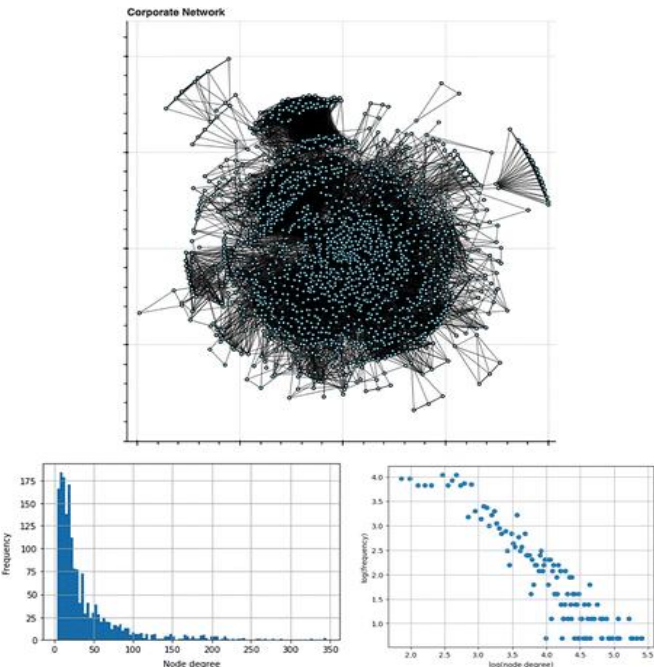 Corporate Network
Frequency
175
150
125
100
75
50
25
0
0 50 100 150 200 250 300 350
Node degree
log(frequency)
4.0
3.5
3.0
2.5
2.0
1.5
1.0
2.0 2.5 3.0 3.5 4.0 4.5 5.0 5.5
log(node degree)